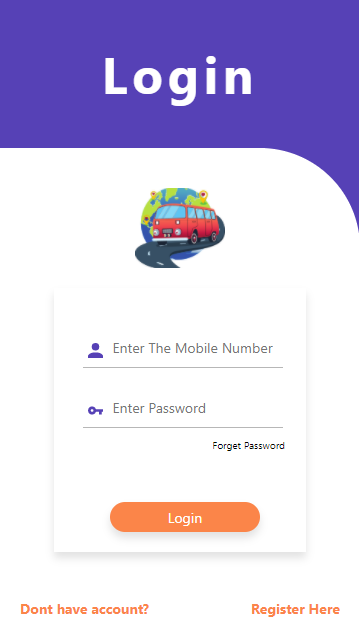 Login
Enter The Mobile Number
Enter Password
Forget Password
Login
Dont have account? Register Here